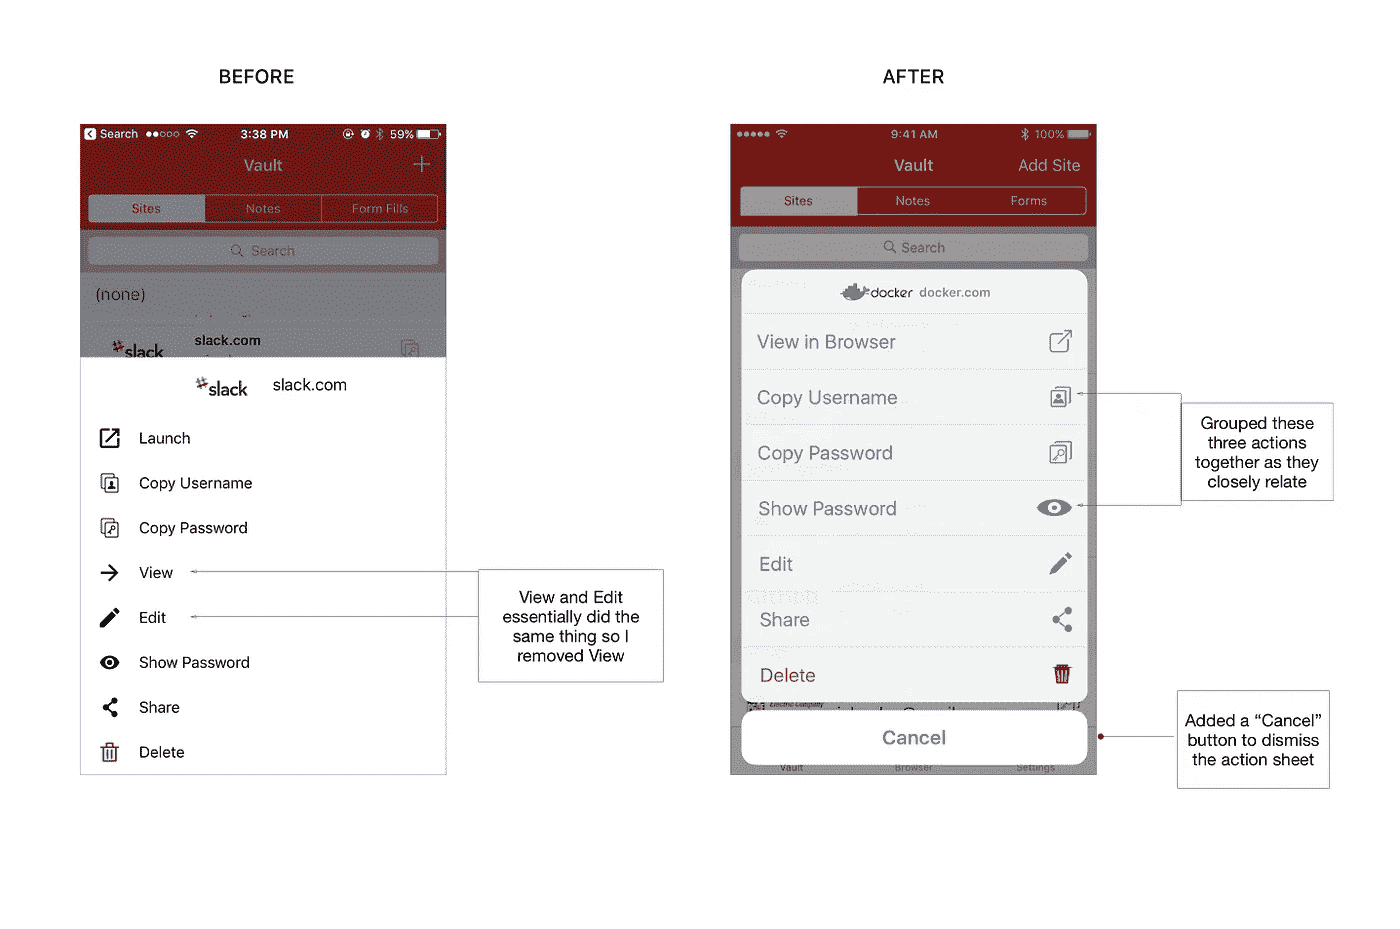 BEFORE
AFTER
Search
3:38 PM
59%
Vault
Sites
Notes
Form Fills
Search
(none)
slack
slack.com
slack
slack.com
Launch
Copy Username
Copy Password
View
Edit
Show Password
Share
Delete
View and Edit
essentially did the
same thing so I
removed View
9:41 AM
100%
Vault
Add Site
Sites
Notes
Forms
Search
docker docker.com
View in Browser
Copy Username
Copy Password
Show Password
Edit
Share
Delete
Electric Company
Cancel
Vault
Browser
Settings
Grouped these
three actions
together as they
closely relate
Added a “Cancel”
button to dismiss
the action sheet